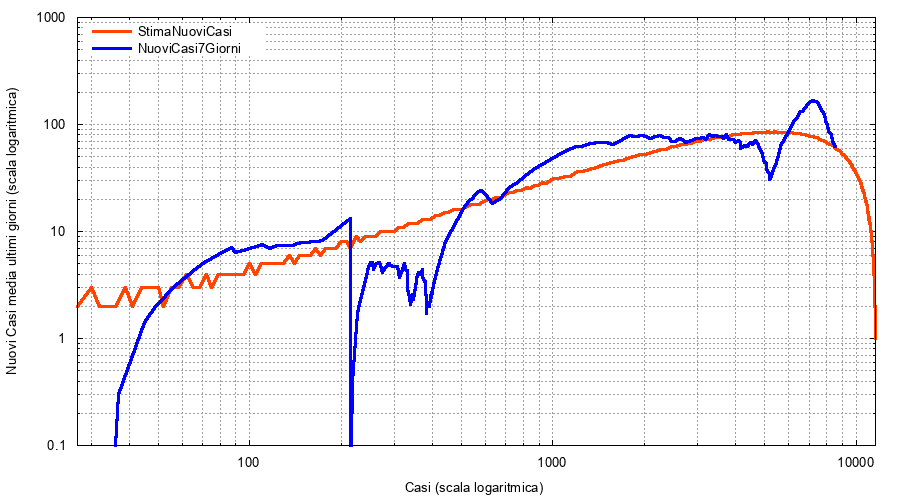 StimaNuoviCasi
NuoviCasi7Giorni
Nuovi Casi media ultimi giorni (scala logaritmica)
1000
100
10
1
0.1
100
1000
10000
Casi (scala logaritmica)